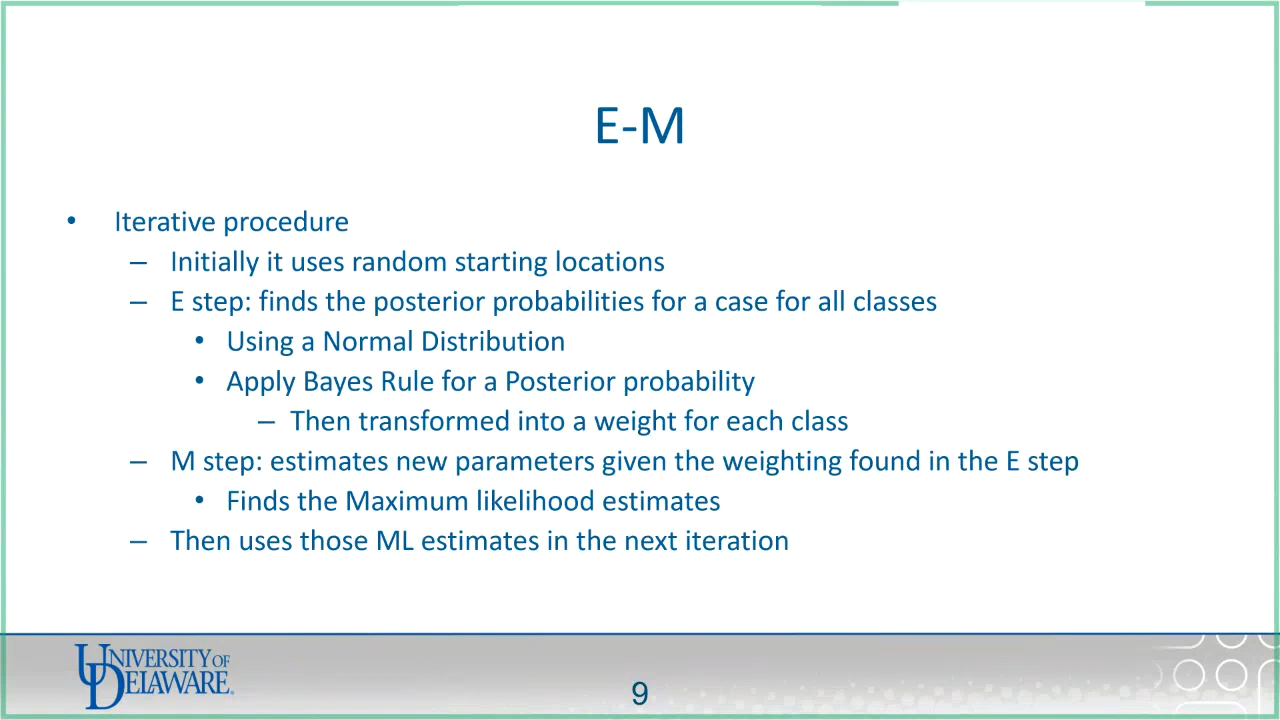 E-M
• Iterative procedure
– Initially it uses random starting locations
– E step: finds the posterior probabilities for a case for all classes
• Using a Normal Distribution
• Apply Bayes Rule for a Posterior probability
– Then transformed into a weight for each class
– M step: estimates new parameters given the weighting found in the E step
• Finds the Maximum likelihood estimates
– Then uses those ML estimates in the next iteration
UNIVERSITY OF
DELAWARE
9